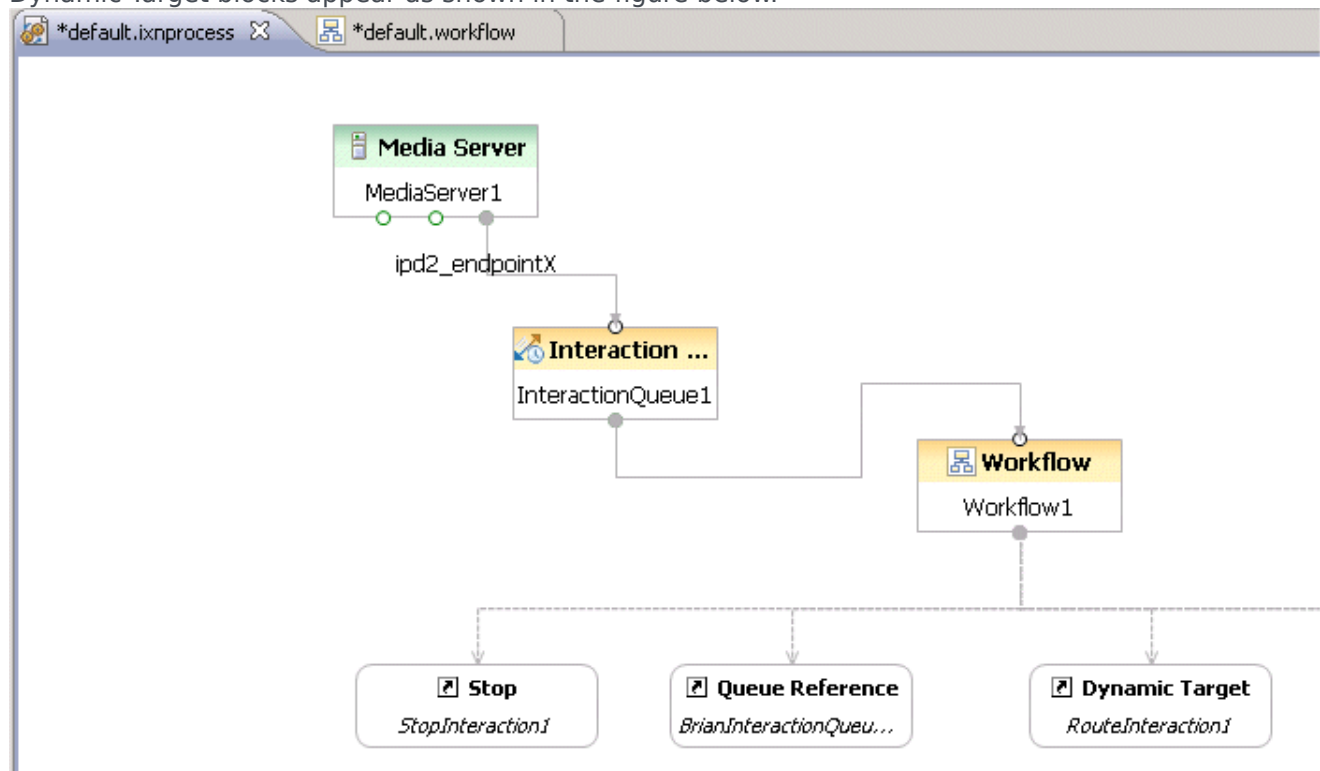 Dynamic Target blocks appear as shown in the figure below.
*default.ixnprocess *default.workflow
Media Server
MediaServer1
ipd2_endpointX
Interaction ...
InteractionQueue1
Workflow
Workflow1
Stop
StopInteraction1
Queue Reference
BrianInteractionQueu...
Dynamic Target
RouteInteraction1